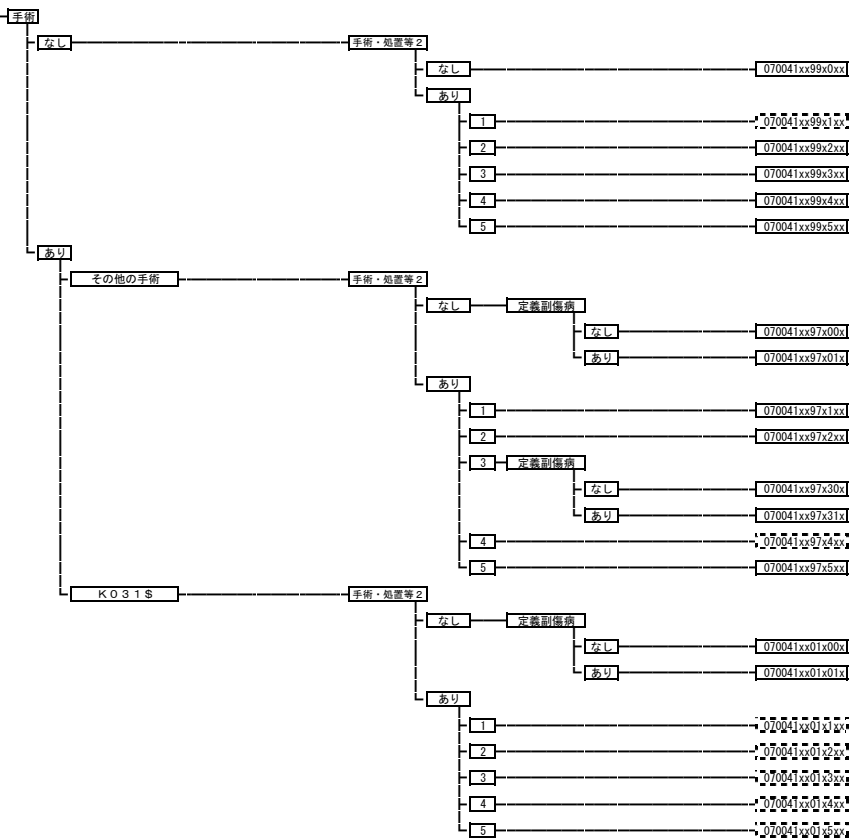 手術
なし 手術・処置等2
なし 070041xx99x0xx
あり
1 070041xx99x1xx
2 070041xx99x2xx
3 070041xx99x3xx
4 070041xx99x4xx
5 070041xx99x5xx
あり
その他の手術 手術・処置等2
なし 定義副傷病
なし 070041xx97x00x
あり 070041xx97x01x
あり
1 070041xx97x1xx
2 070041xx97x2xx
3 定義副傷病
なし 070041xx97x30x
あり 070041xx97x31x
4 070041xx97x4xx
5 070041xx97x5xx
K031$ 手術・処置等2
なし 定義副傷病
なし 070041xx01x00x
あり 070041xx01x01x
あり
1 070041xx01x1xx
2 070041xx01x2xx
3 070041xx01x3xx
4 070041xx01x4xx
5 070041xx01x5xx